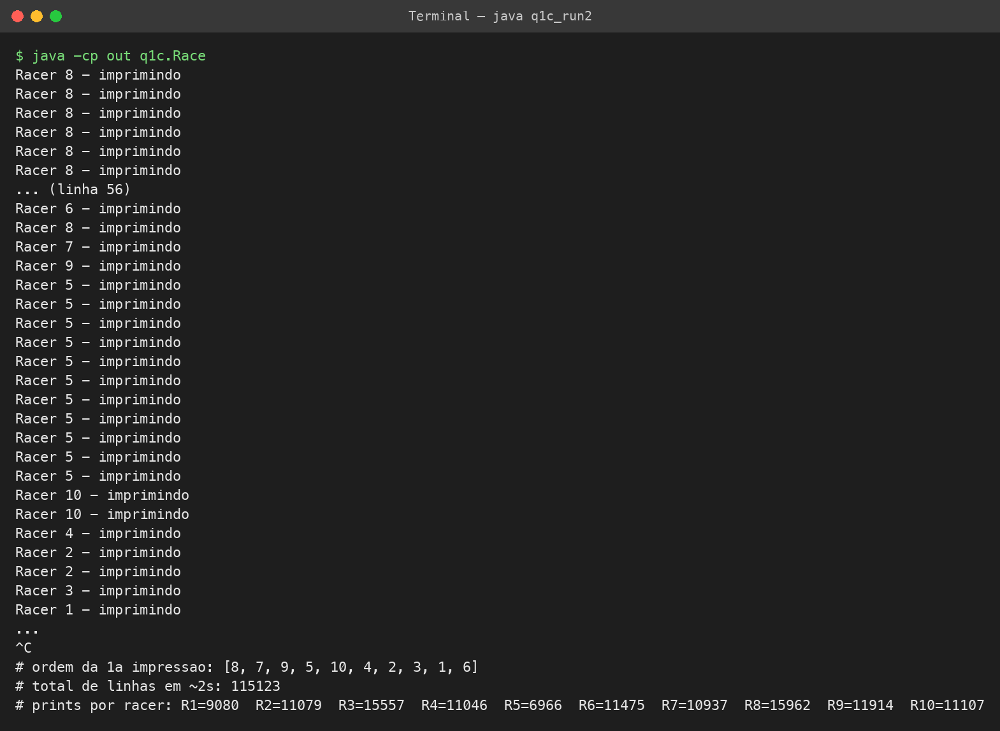 Terminal — java q1c_run2
$ java -cp out q1c.Race
Racer 8 - imprimindo
Racer 8 - imprimindo
Racer 8 - imprimindo
Racer 8 - imprimindo
Racer 8 - imprimindo
Racer 8 - imprimindo
... (linha 56)
Racer 6 - imprimindo
Racer 8 - imprimindo
Racer 7 - imprimindo
Racer 9 - imprimindo
Racer 5 - imprimindo
Racer 5 - imprimindo
Racer 5 - imprimindo
Racer 5 - imprimindo
Racer 5 - imprimindo
Racer 5 - imprimindo
Racer 5 - imprimindo
Racer 5 - imprimindo
Racer 5 - imprimindo
Racer 5 - imprimindo
Racer 5 - imprimindo
Racer 10 - imprimindo
Racer 10 - imprimindo
Racer 4 - imprimindo
Racer 2 - imprimindo
Racer 2 - imprimindo
Racer 3 - imprimindo
Racer 1 - imprimindo
...
^C
# ordem da 1a impressao: [8, 7, 9, 5, 10, 4, 2, 3, 1, 6]
# total de linhas em ~2s: 115123
# prints por racer: R1=9080  R2=11079  R3=15557  R4=11046  R5=6966  R6=11475  R7=10937  R8=15962  R9=11914  R10=11107